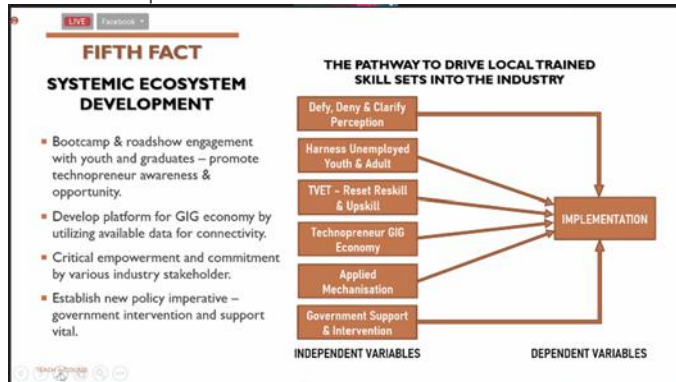 LIVE
Facebook
FIFTH FACT
SYSTEMIC ECOSYSTEM
DEVELOPMENT
Bootcamp & roadshow engagement
with youth and graduates – promote
technopreneur awareness &
opportunity.
Develop platform for GIG economy by
utilizing available data for connectivity.
Critical empowerment and commitment
by various industry stakeholder.
Establish new policy imperative –
government intervention and support
vital.
THE PATHWAY TO DRIVE LOCAL TRAINED
SKILL SETS INTO THE INDUSTRY
Defy, Deny & Clarify
Perception
Harness Unemployed
Youth & Adult
TVET – Reset Reskill
& Upskill
Technopreneur GIG
Economy
Applied
Mechanisation
Government Support
& Intervention
IMPLEMENTATION
INDEPENDENT VARIABLES
DEPENDENT VARIABLES